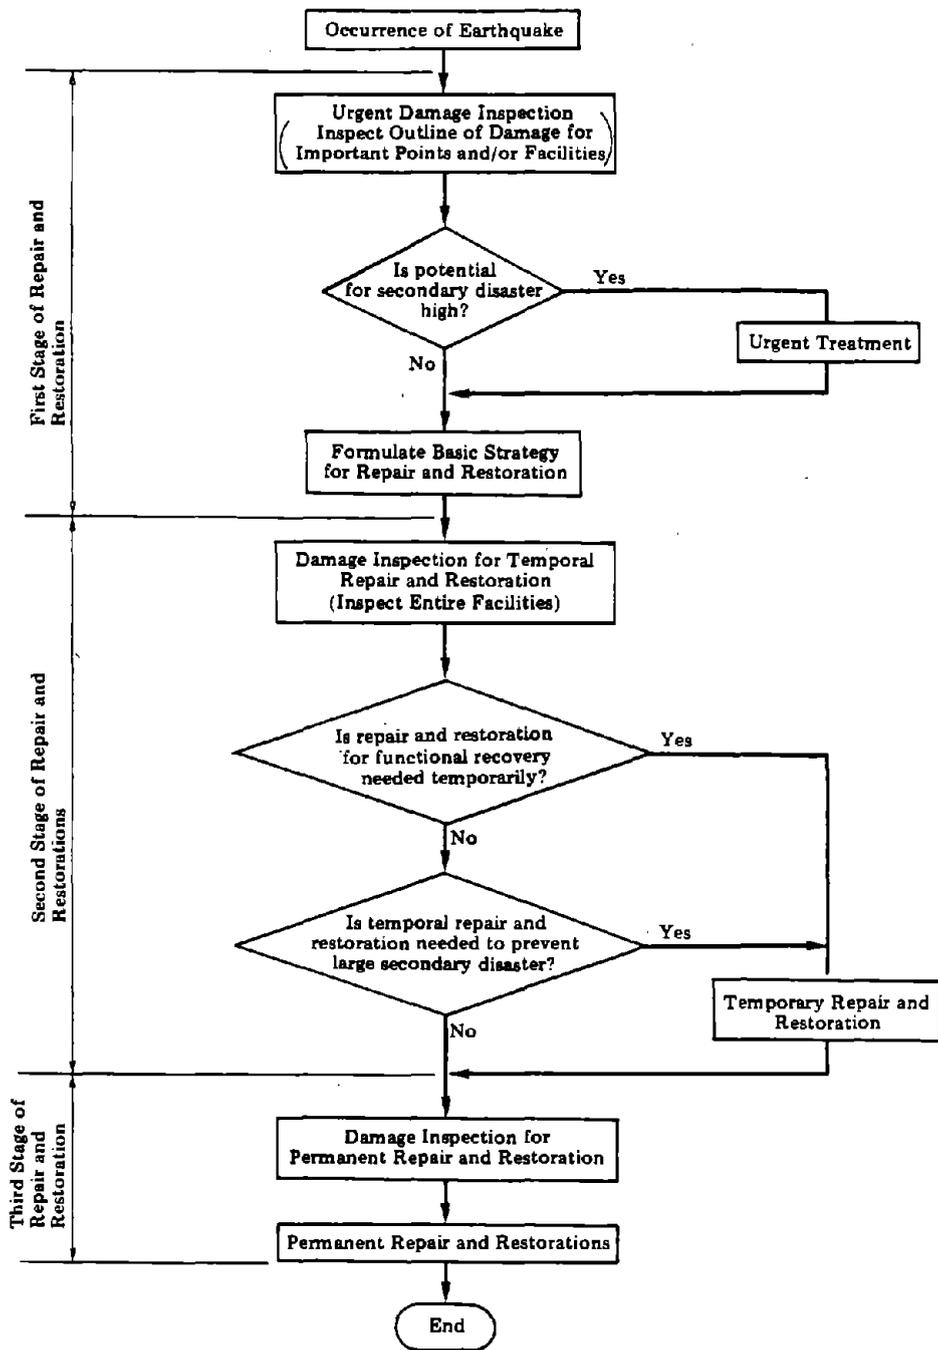 Occurrence of Earthquake
Urgent Damage Inspection
Inspect Outline of Damage for
Important Points and/or Facilities
Is potential
for secondary disaster
high?
Yes
Urgent Treatment
No
Formulate Basic Strategy
for Repair and Restoration
First Stage of Repair and
Restoration
Damage Inspection for Temporal
Repair and Restoration
(Inspect Entire Facilities)
Is repair and restoration
for functional recovery
needed temporarily?
Yes
No
Is temporal repair and
restoration needed to prevent
large secondary disaster?
Yes
Temporary Repair and
Restoration
No
Second Stage of Repair and
Restorations
Damage Inspection for
Permanent Repair and Restoration
Permanent Repair and Restorations
Third Stage of
Repair and
Restoration
End